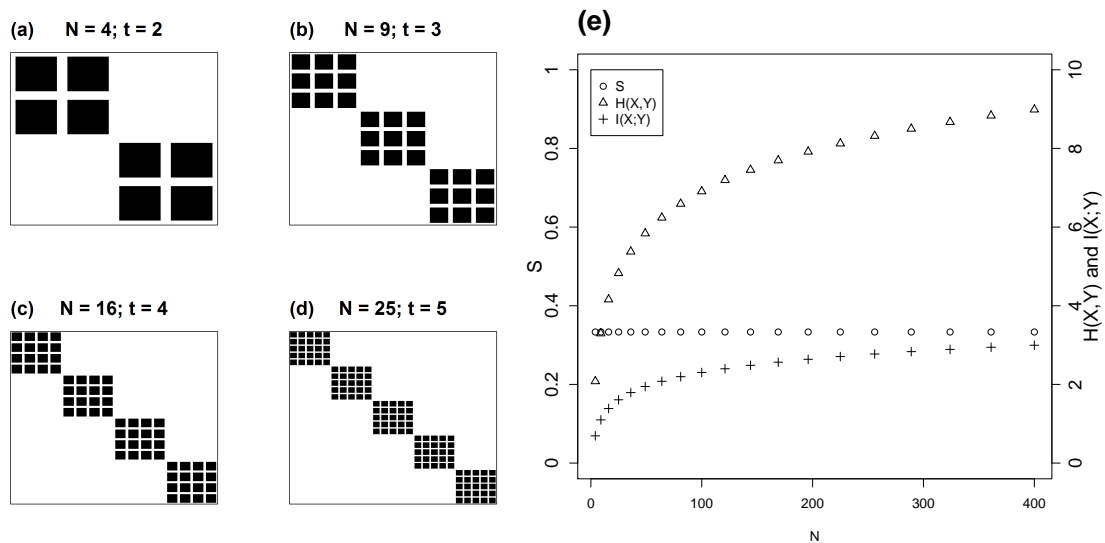 (a) N = 4; t = 2
(b) N = 9; t = 3
(c) N = 16; t = 4
(d) N = 25; t = 5
(e)
S
H(X,Y)
I(X;Y)
1
0.8
0.6
0.4
0.2
0
S
10
8
6
4
2
0
H(X,Y) and I(X;Y)
0 100 200 300 400
N